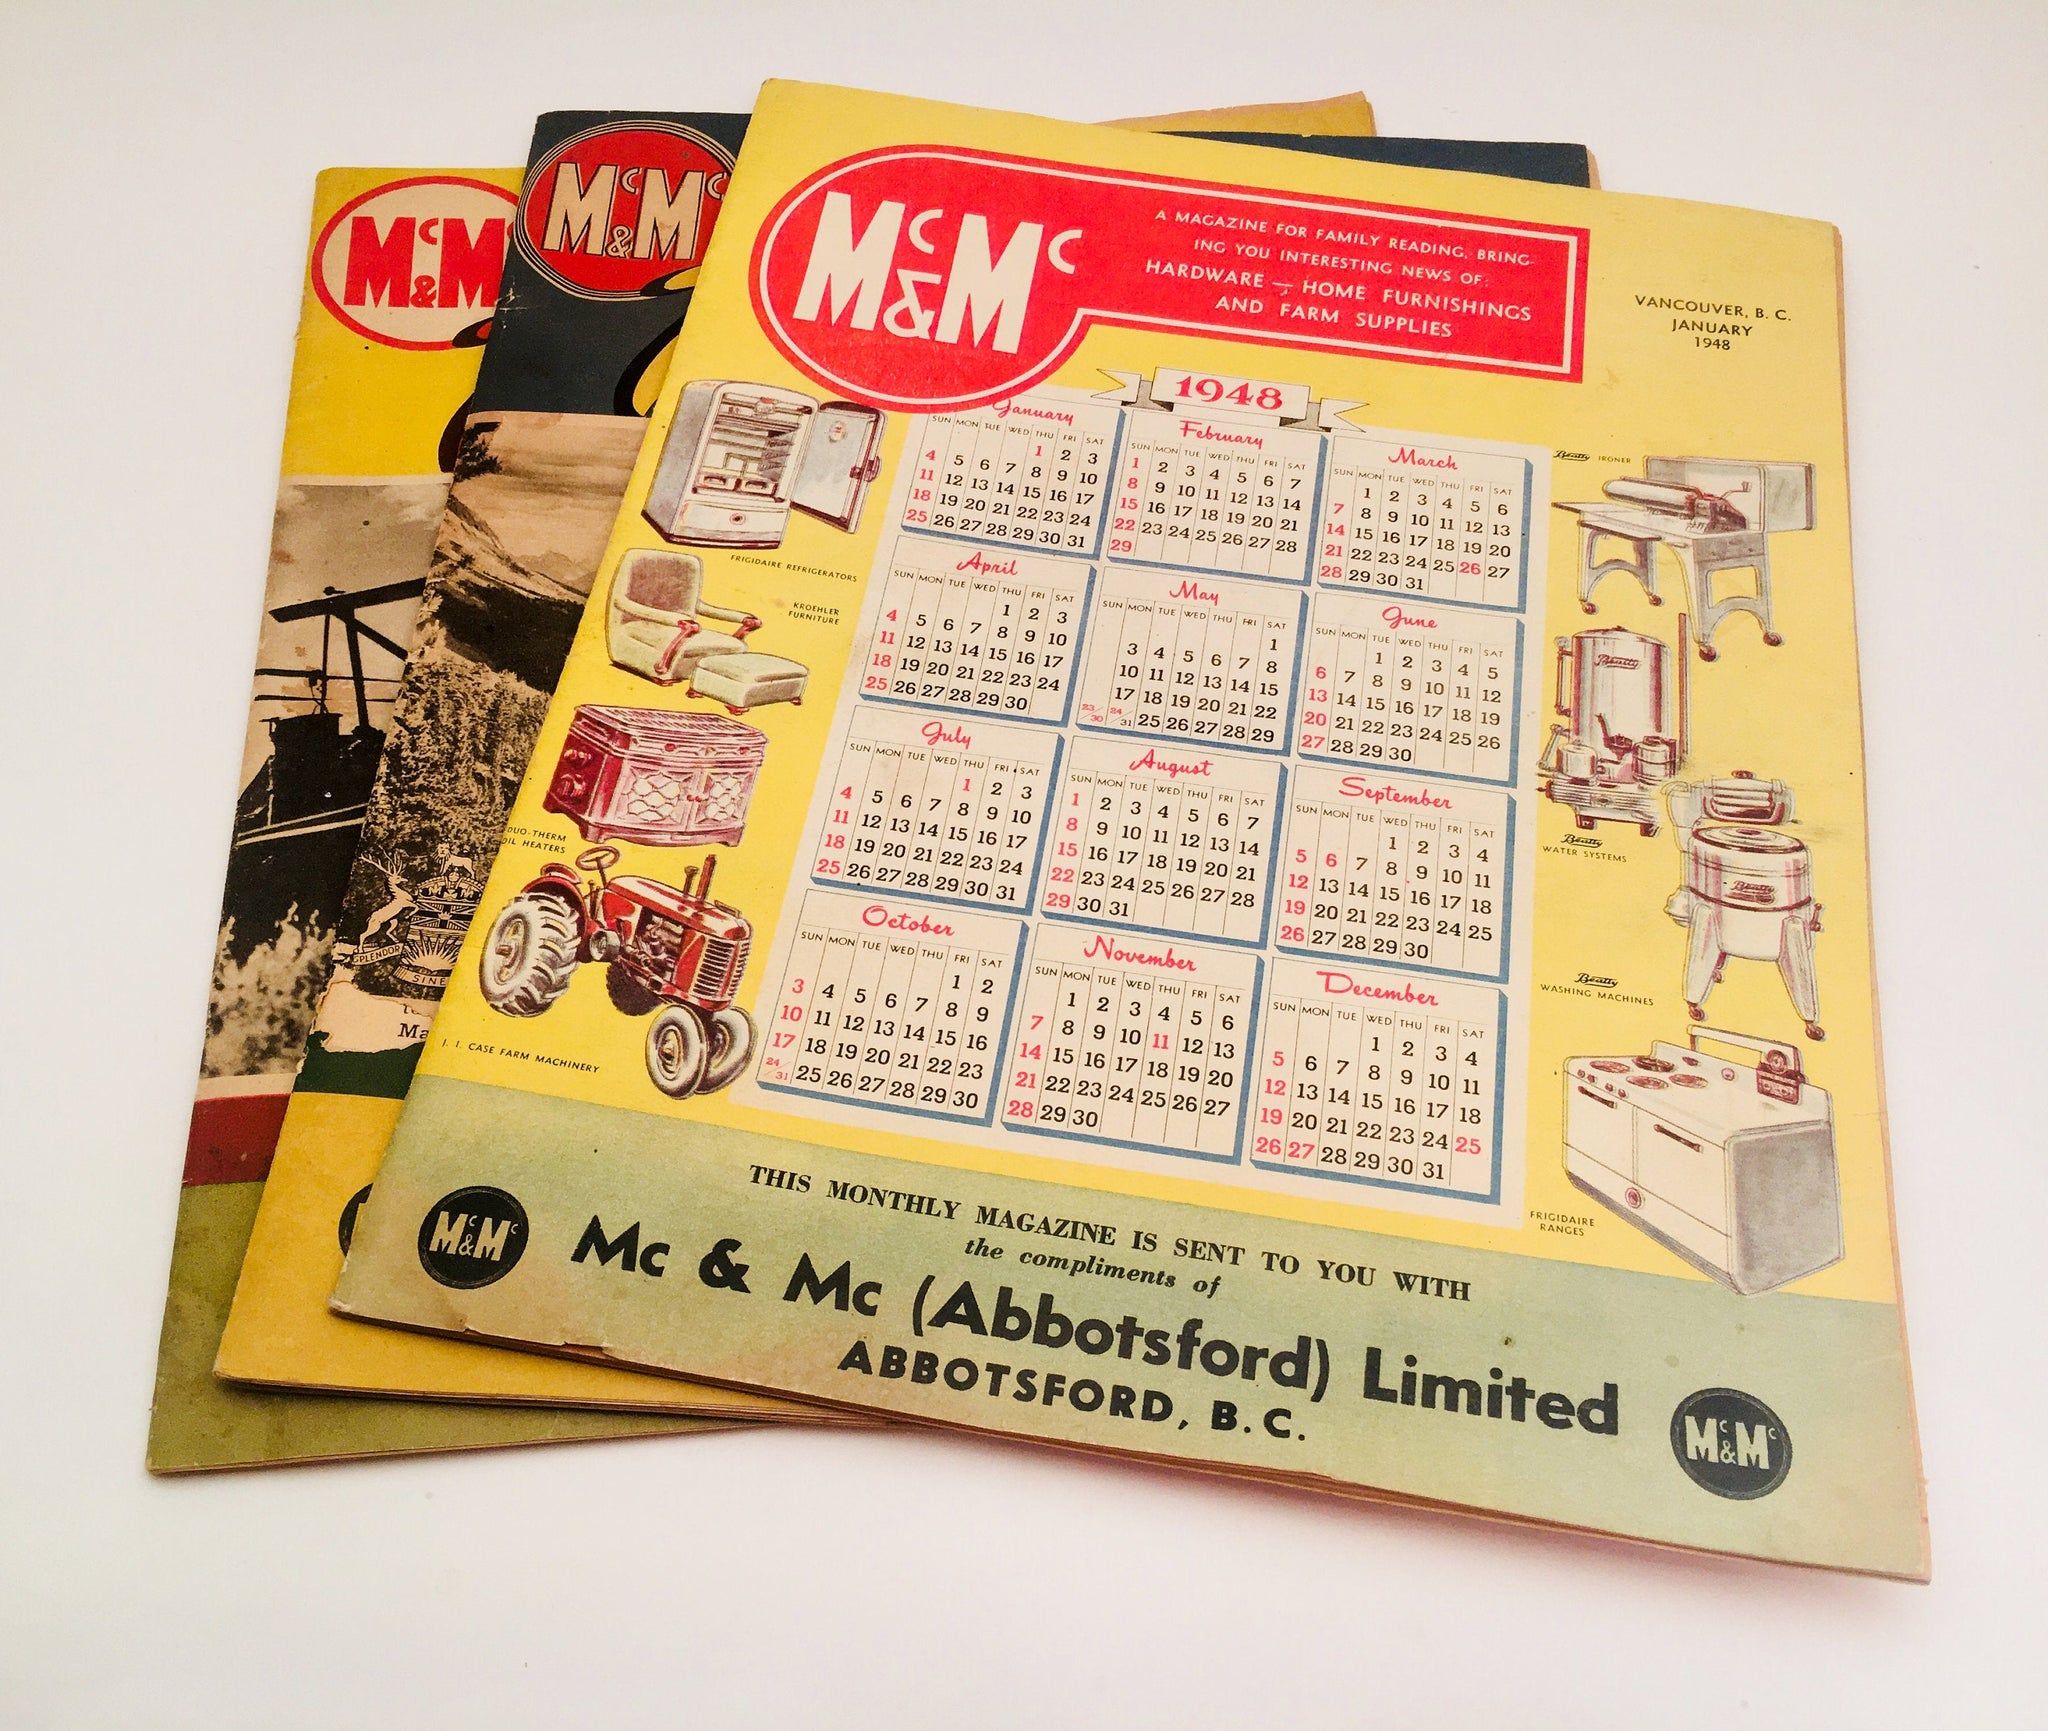 Mc & Mc
Mc & Mc
Mc & Mc
A MAGAZINE FOR FAMILY READING, BRING-
ING YOU INTERESTING NEWS OF:
HARDWARE — HOME FURNISHINGS
AND FARM SUPPLIES
VANCOUVER, B. C.
JANUARY
1948
1948
January
SUN MON TUE WED THU FRI SAT
1 2 3
4 5 6 7 8 9 10
11 12 13 14 15 16 17
18 19 20 21 22 23 24
25 26 27 28 29 30 31
February
SUN MON TUE WED THU FRI SAT
1 2 3 4 5 6 7
8 9 10 11 12 13 14
15 16 17 18 19 20 21
22 23 24 25 26 27 28
29
March
SUN MON TUE WED THU FRI SAT
1 2 3 4 5 6
7 8 9 10 11 12 13
14 15 16 17 18 19 20
21 22 23 24 25 26 27
28 29 30 31
April
SUN MON TUE WED THU FRI SAT
1 2 3
4 5 6 7 8 9 10
11 12 13 14 15 16 17
18 19 20 21 22 23 24
25 26 27 28 29 30
May
SUN MON TUE WED THU FRI SAT
1
3 4 5 6 7 8
10 11 12 13 14 15
17 18 19 20 21 22
23/30 24/31 25 26 27 28 29
June
SUN MON TUE WED THU FRI SAT
1 2 3 4 5
6 7 8 9 10 11 12
13 14 15 16 17 18 19
20 21 22 23 24 25 26
27 28 29 30
July
SUN MON TUE WED THU FRI SAT
1 2 3
4 5 6 7 8 9 10
11 12 13 14 15 16 17
18 19 20 21 22 23 24
25 26 27 28 29 30 31
August
SUN MON TUE WED THU FRI SAT
1 2 3 4 5 6 7
8 9 10 11 12 13 14
15 16 17 18 19 20 21
22 23 24 25 26 27 28
29 30 31
September
SUN MON TUE WED THU FRI SAT
1 2 3 4
5 6 7 8 9 10 11
12 13 14 15 16 17 18
19 20 21 22 23 24 25
26 27 28 29 30
October
SUN MON TUE WED THU FRI SAT
1 2
3 4 5 6 7 8 9
10 11 12 13 14 15 16
17 18 19 20 21 22 23
24/31 25 26 27 28 29 30
November
SUN MON TUE WED THU FRI SAT
1 2 3 4 5 6
7 8 9 10 11 12 13
14 15 16 17 18 19 20
21 22 23 24 25 26 27
28 29 30
December
SUN MON TUE WED THU FRI SAT
1 2 3 4
5 6 7 8 9 10 11
12 13 14 15 16 17 18
19 20 21 22 23 24 25
26 27 28 29 30 31
FRIGIDAIRE REFRIGERATORS
KROEHLER
FURNITURE
DUO-THERM
OIL HEATERS
J. I. CASE FARM MACHINERY
Beatty IRONER
Beatty
Beatty
WATER SYSTEMS
Beatty
Beatty
WASHING MACHINES
FRIGIDAIRE
RANGES
SPLENDOR
SINE
Ma
THIS MONTHLY MAGAZINE IS SENT TO YOU WITH
the compliments of
Mc & Mc (Abbotsford) Limited
ABBOTSFORD, B. C.
Mc & Mc
Mc & Mc